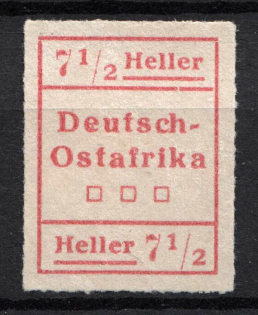 7 1/2 Heller
Deutsch-
Ostafrika
Heller 7 1/2